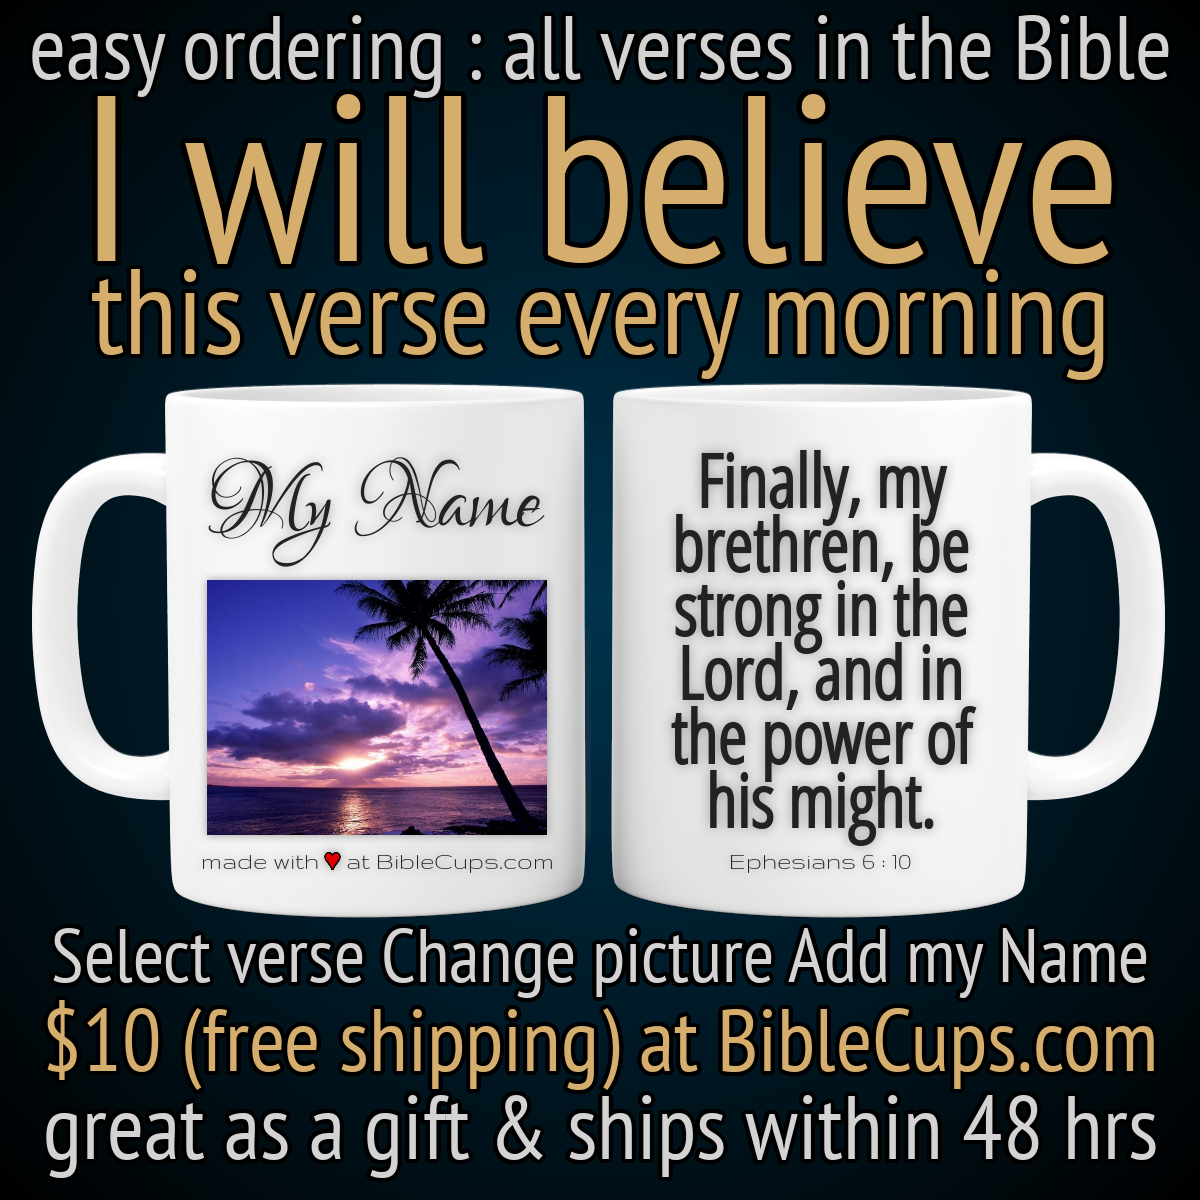 easy ordering : all verses in the Bible
I will believe
this verse every morning
My Name
made with ♥ at BibleCups.com
Finally, my
brethren, be
strong in the
Lord, and in
the power of
his might.
Ephesians 6 : 10
Select verse Change picture Add my Name
$10 (free shipping) at BibleCups.com
great as a gift & ships within 48 hrs